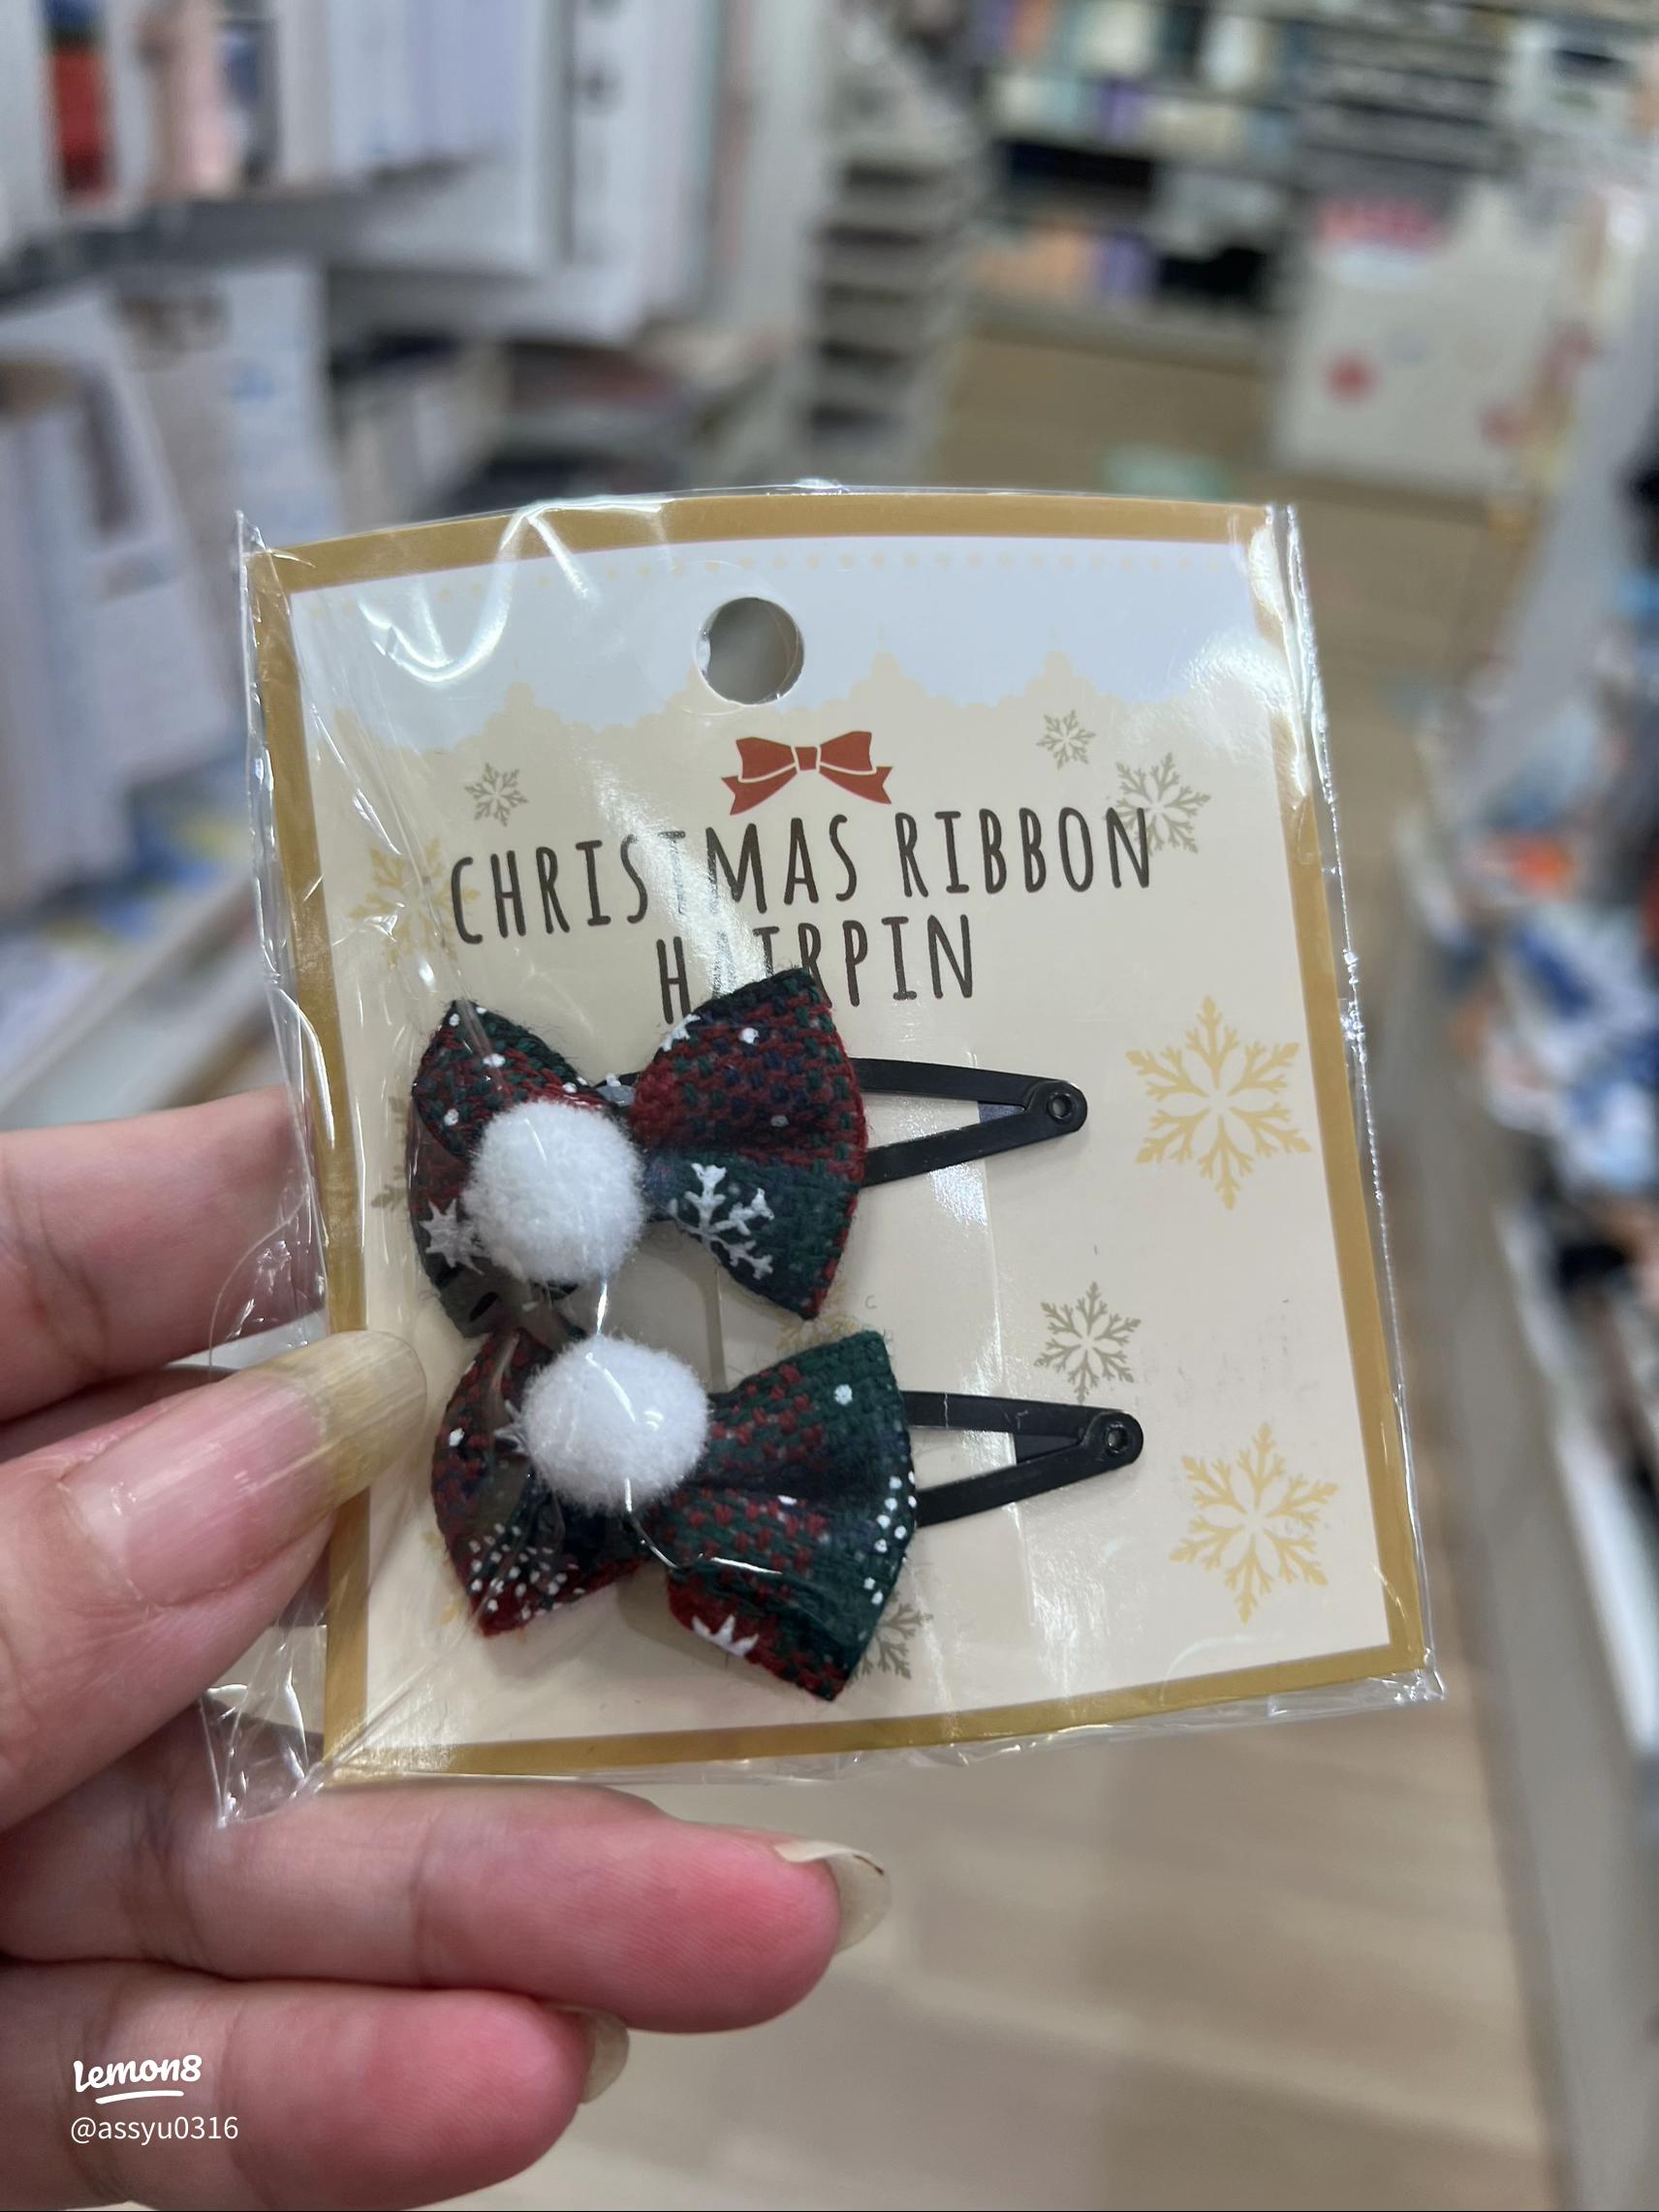 CHRISTMAS RIBBON
HAIRPIN
Lemon8
@assyu0316